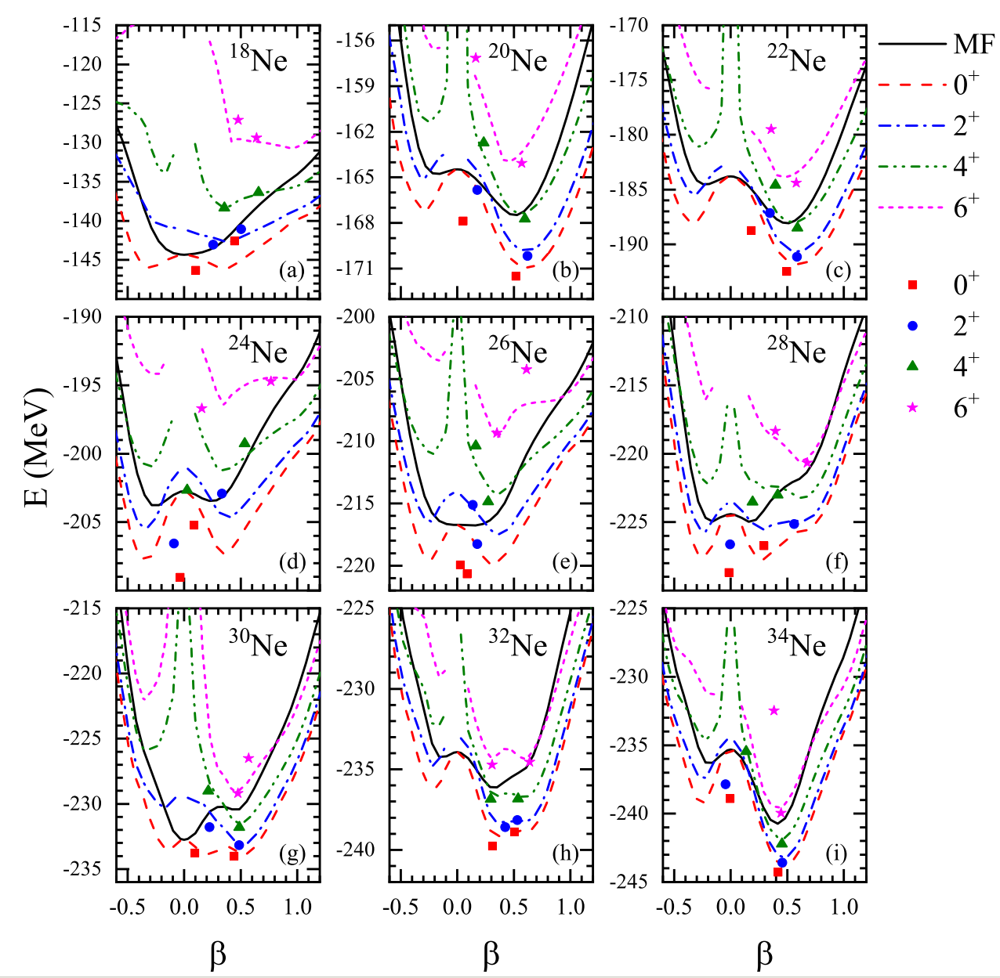 -115
-120
-125
-130
-135
-140
-145
18Ne
(a)
-156
-159
-162
-165
-168
-171
20Ne
(b)
-170
-175
-180
-185
-190
22Ne
(c)
MF
0+
2+
4+
6+
0+
2+
4+
6+
E (MeV)
-190
-195
-200
-205
24Ne
(d)
-200
-205
-210
-215
-220
26Ne
(e)
-210
-215
-220
-225
28Ne
(f)
-215
-220
-225
-230
-235
30Ne
(g)
-225
-230
-235
-240
32Ne
(h)
-225
-230
-235
-240
-245
34Ne
(i)
-0.5 0.0 0.5 1.0
-0.5 0.0 0.5 1.0
-0.5 0.0 0.5 1.0
β
β
β